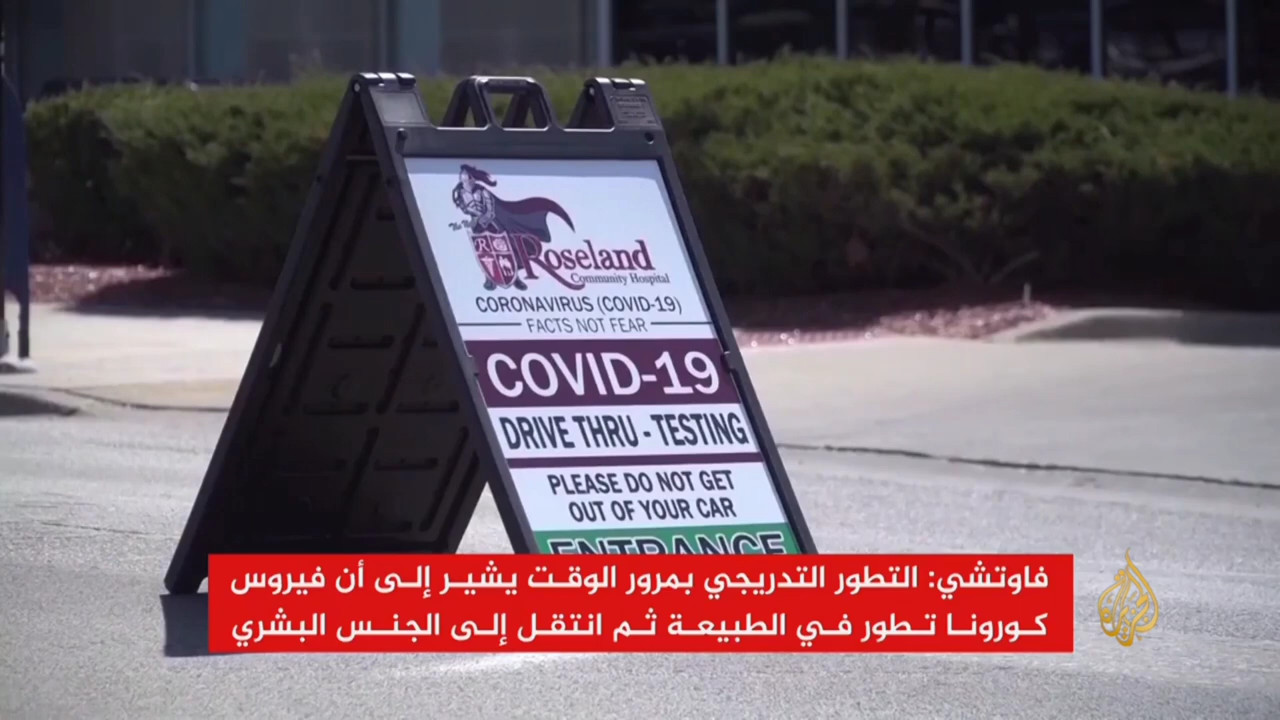 Roseland
Community Hospital
CORONAVIRUS (COVID-19)
FACTS NOT FEAR
COVID-19
DRIVE THRU - TESTING
PLEASE DO NOT GET
OUT OF YOUR CAR
ENTRANCE
فاوتشي: التطور التدريجي بمرور الوقت يشير إلى أن فيروس
كورونا تطور في الطبيعة ثم انتقل إلى الجنس البشري
الجزيرة